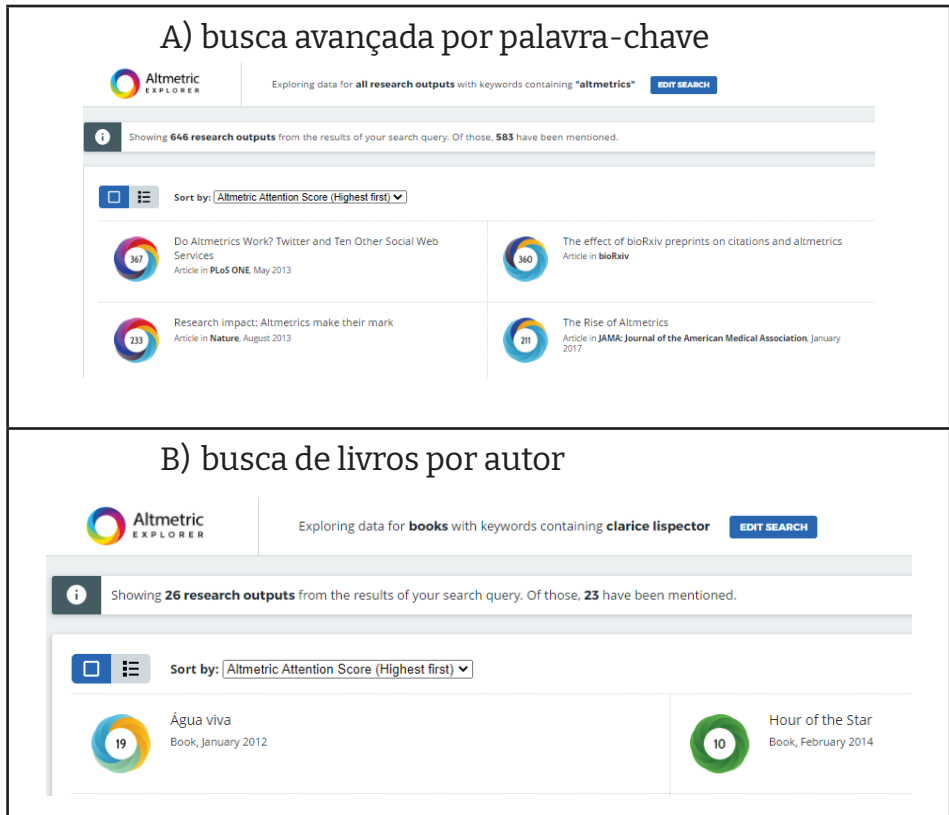 A) busca avançada por palavra-chave
Altmetric
EXPLORER
Exploring data for all research outputs with keywords containing "altmetrics"
EDIT SEARCH
Showing 646 research outputs from the results of your search query. Of those, 583 have been mentioned.
Sort by: Altmetric Attention Score (Highest first)
367
Do Altmetrics Work? Twitter and Ten Other Social Web
Services
Article in PLoS ONE, May 2013
360
The effect of bioRxiv preprints on citations and altmetrics
Article in bioRxiv
233
Research impact: Altmetrics make their mark
Article in Nature, August 2013
211
The Rise of Altmetrics
Article in JAMA: Journal of the American Medical Association, January
2017
B) busca de livros por autor
Altmetric
EXPLORER
Exploring data for books with keywords containing clarice lispector
EDIT SEARCH
Showing 26 research outputs from the results of your search query. Of those, 23 have been mentioned.
Sort by: Altmetric Attention Score (Highest first)
19
Água viva
Book, January 2012
10
Hour of the Star
Book, February 2014